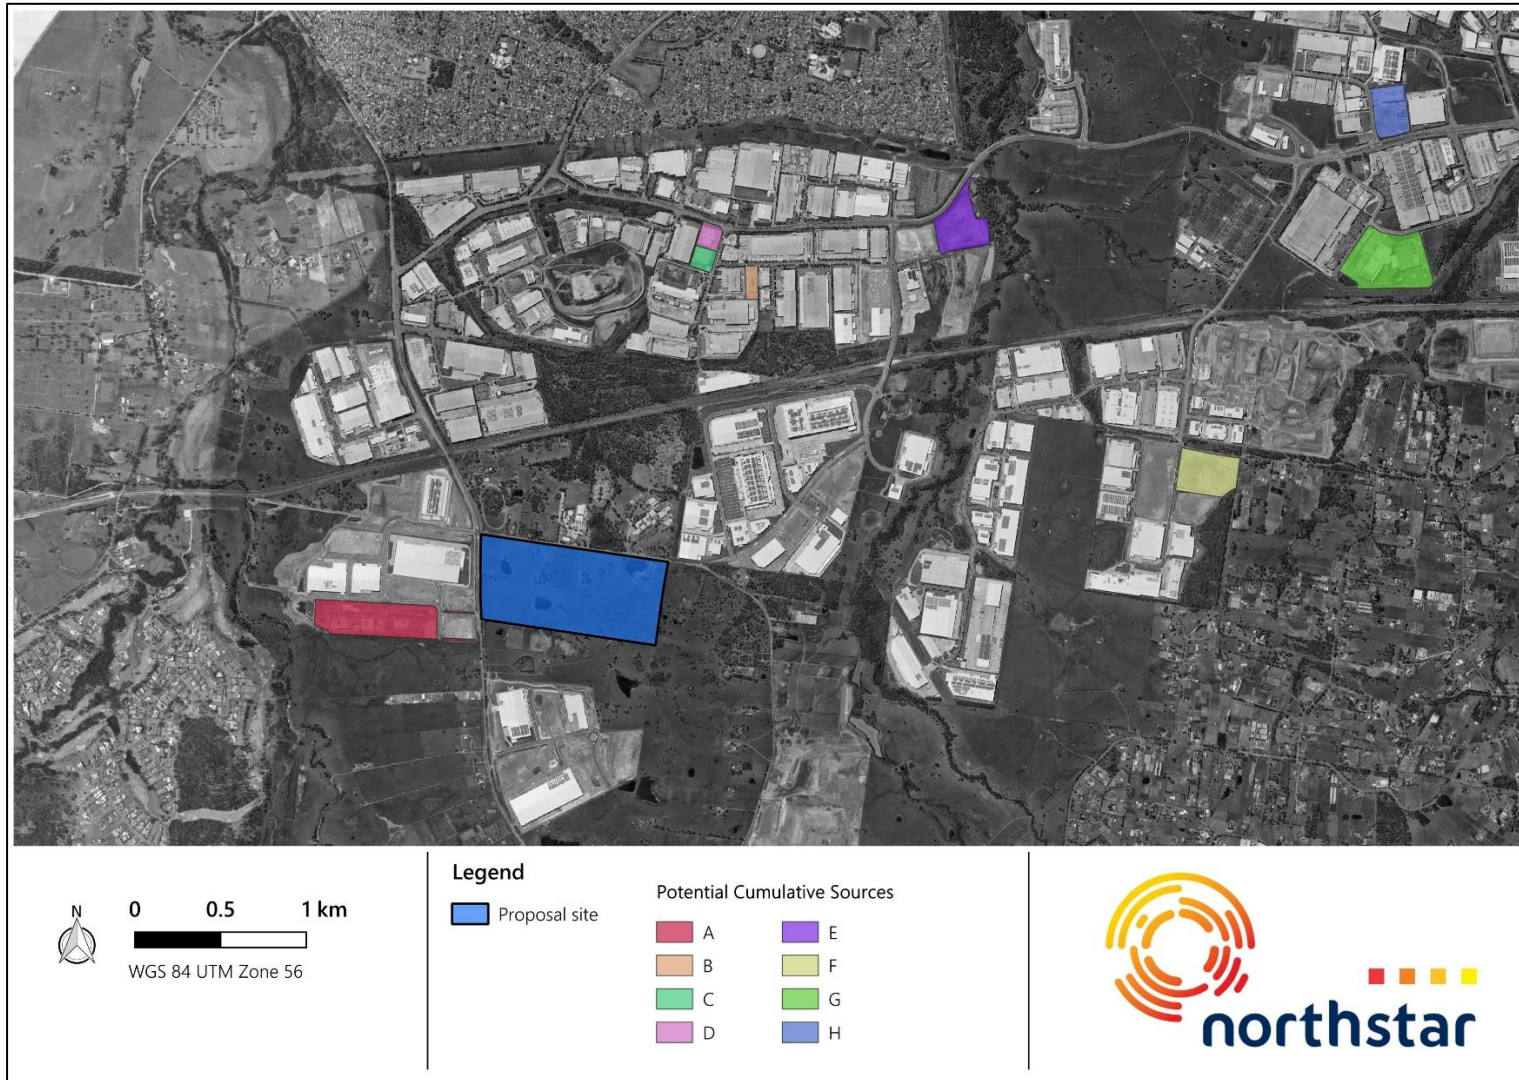 N
0 0.5 1 km
WGS 84 UTM Zone 56
Legend
Proposal site
Potential Cumulative Sources
A
B
C
D
E
F
G
H
northstar